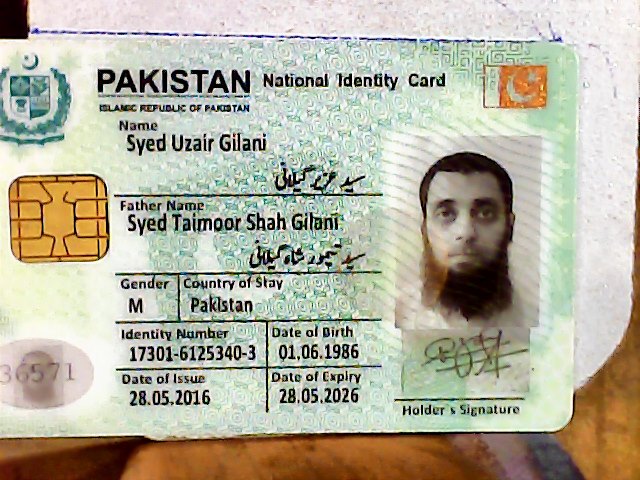 PAKISTAN National Identity Card
ISLAMIC REPUBLIC OF PAKISTAN
Name
Syed Uzair Gilani
سید عزیر گیلانی
Father Name
Syed Taimoor Shah Gilani
سید تیمور شاہ گیلانی
Gender Country of Stay
M Pakistan
Identity Number Date of Birth
17301-6125340-3 01.06.1986
Date of Issue Date of Expiry
28.05.2016 28.05.2026
36571
Holder's Signature